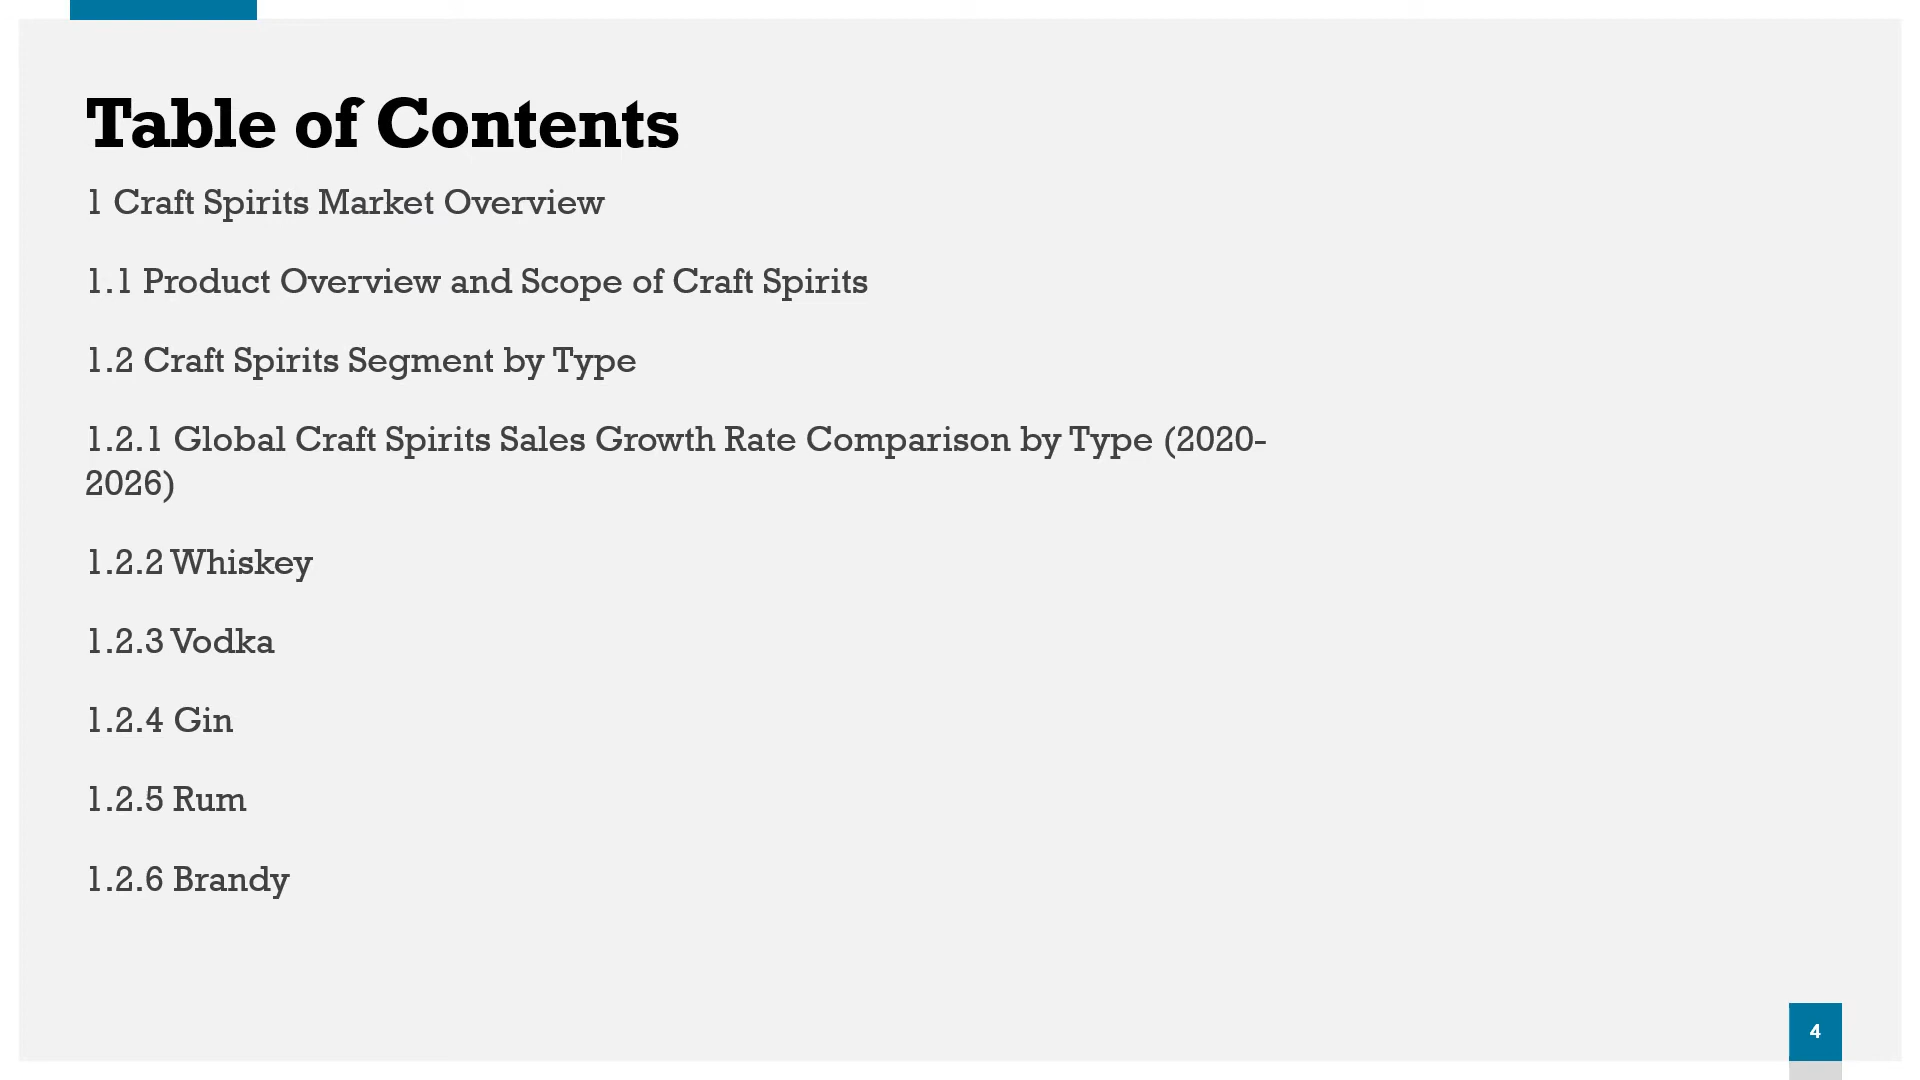 Table of Contents
1 Craft Spirits Market Overview
1.1 Product Overview and Scope of Craft Spirits
1.2 Craft Spirits Segment by Type
1.2.1 Global Craft Spirits Sales Growth Rate Comparison by Type (2020-
2026)
1.2.2 Whiskey
1.2.3 Vodka
1.2.4 Gin
1.2.5 Rum
1.2.6 Brandy
4